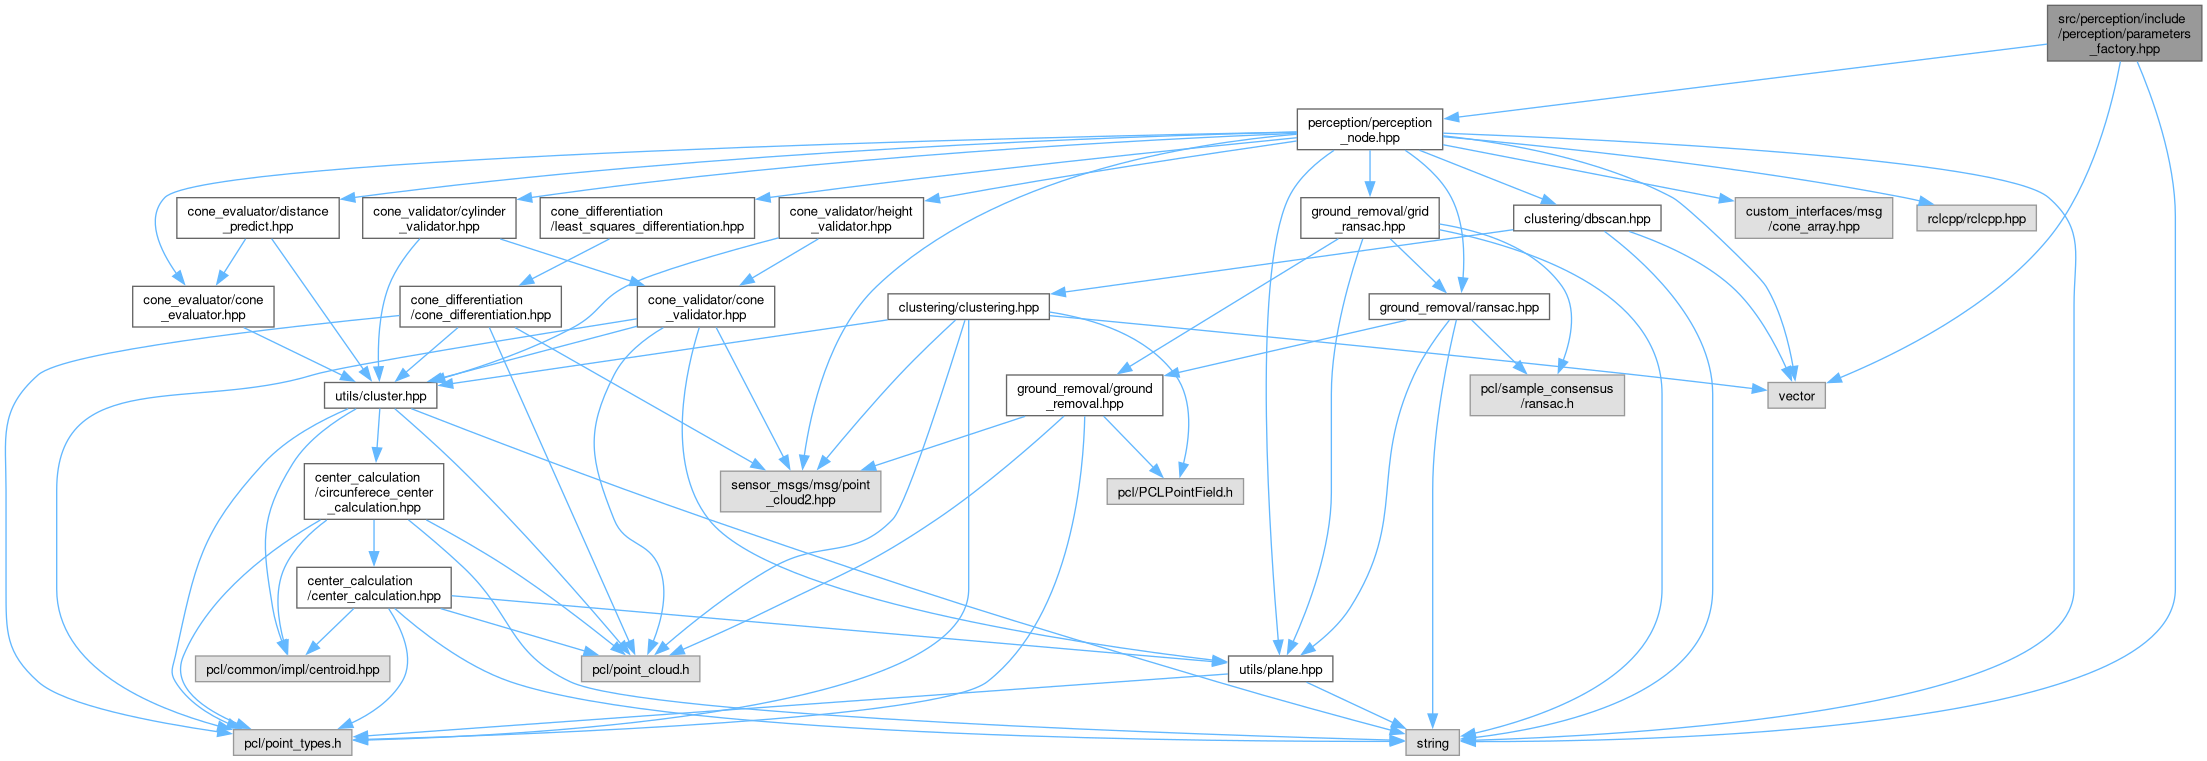 src/perception/include
/perception/parameters
_factory.hpp
perception/perception
_node.hpp
cone_evaluator/distance
_predict.hpp
cone_validator/cylinder
_validator.hpp
cone_differentiation
/least_squares_differentiation.hpp
cone_validator/height
_validator.hpp
ground_removal/grid
_ransac.hpp
clustering/dbscan.hpp
custom_interfaces/msg
/cone_array.hpp
rclcpp/rclcpp.hpp
cone_evaluator/cone
_evaluator.hpp
cone_differentiation
/cone_differentiation.hpp
cone_validator/cone
_validator.hpp
clustering/clustering.hpp
ground_removal/ransac.hpp
utils/cluster.hpp
ground_removal/ground
_removal.hpp
pcl/sample_consensus
/ransac.h
vector
center_calculation
/circunferece_center
_calculation.hpp
sensor_msgs/msg/point
_cloud2.hpp
pcl/PCLPointField.h
center_calculation
/center_calculation.hpp
pcl/common/impl/centroid.hpp
pcl/point_cloud.h
utils/plane.hpp
pcl/point_types.h
string